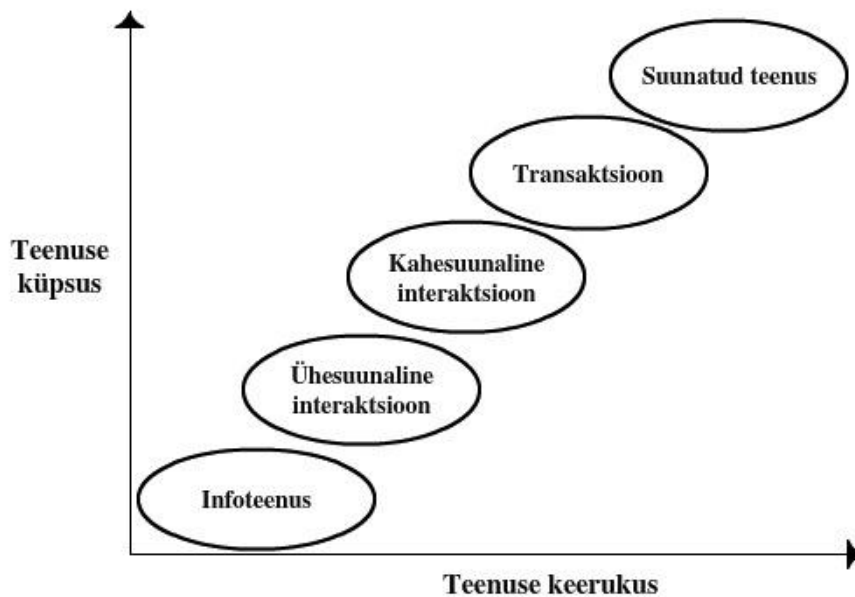 Suunatud teenus
Transaktsioon
Teenuse
küpsus
Kahesuunaline
interaktsioon
Ühesuunaline
interaktsioon
Infoteenus
Teenuse keerukus